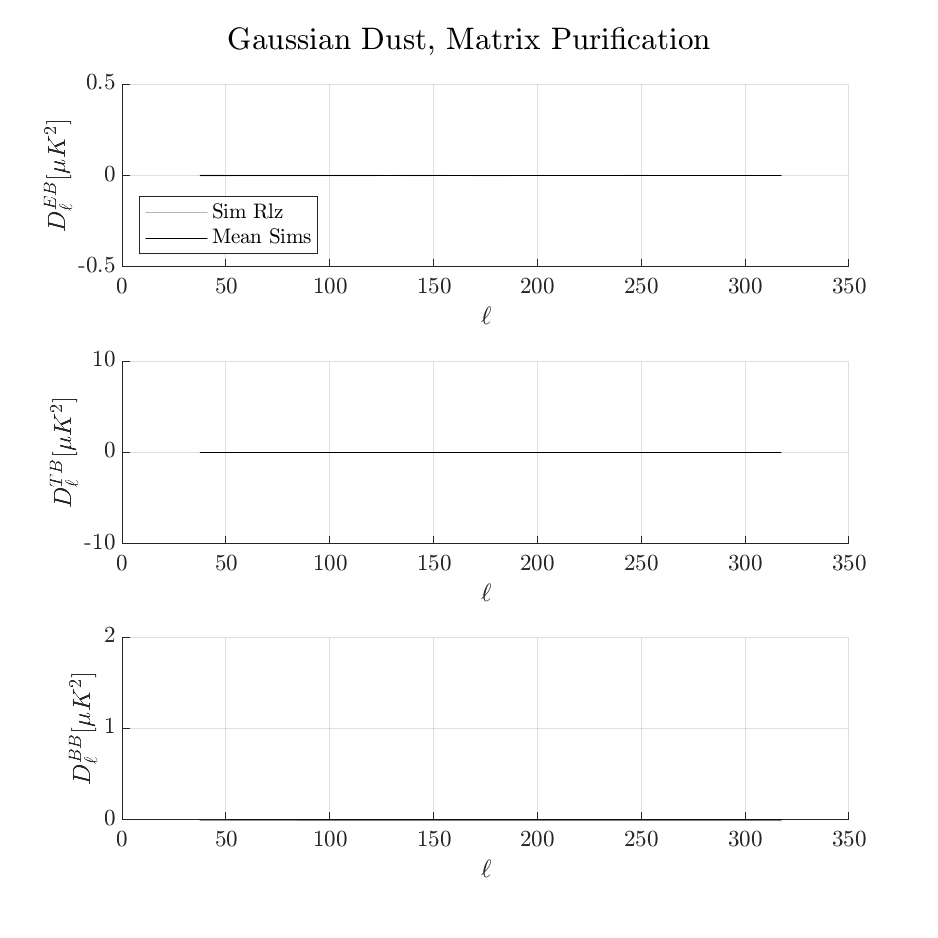 Gaussian Dust, Matrix Purification
0.5
0
-0.5
D_ℓ^{EB}[μK^2]
Sim Rlz
Mean Sims
0 50 100 150 200 250 300 350
ℓ
10
0
-10
D_ℓ^{TB}[μK^2]
0 50 100 150 200 250 300 350
ℓ
2
1
0
D_ℓ^{BB}[μK^2]
0 50 100 150 200 250 300 350
ℓ